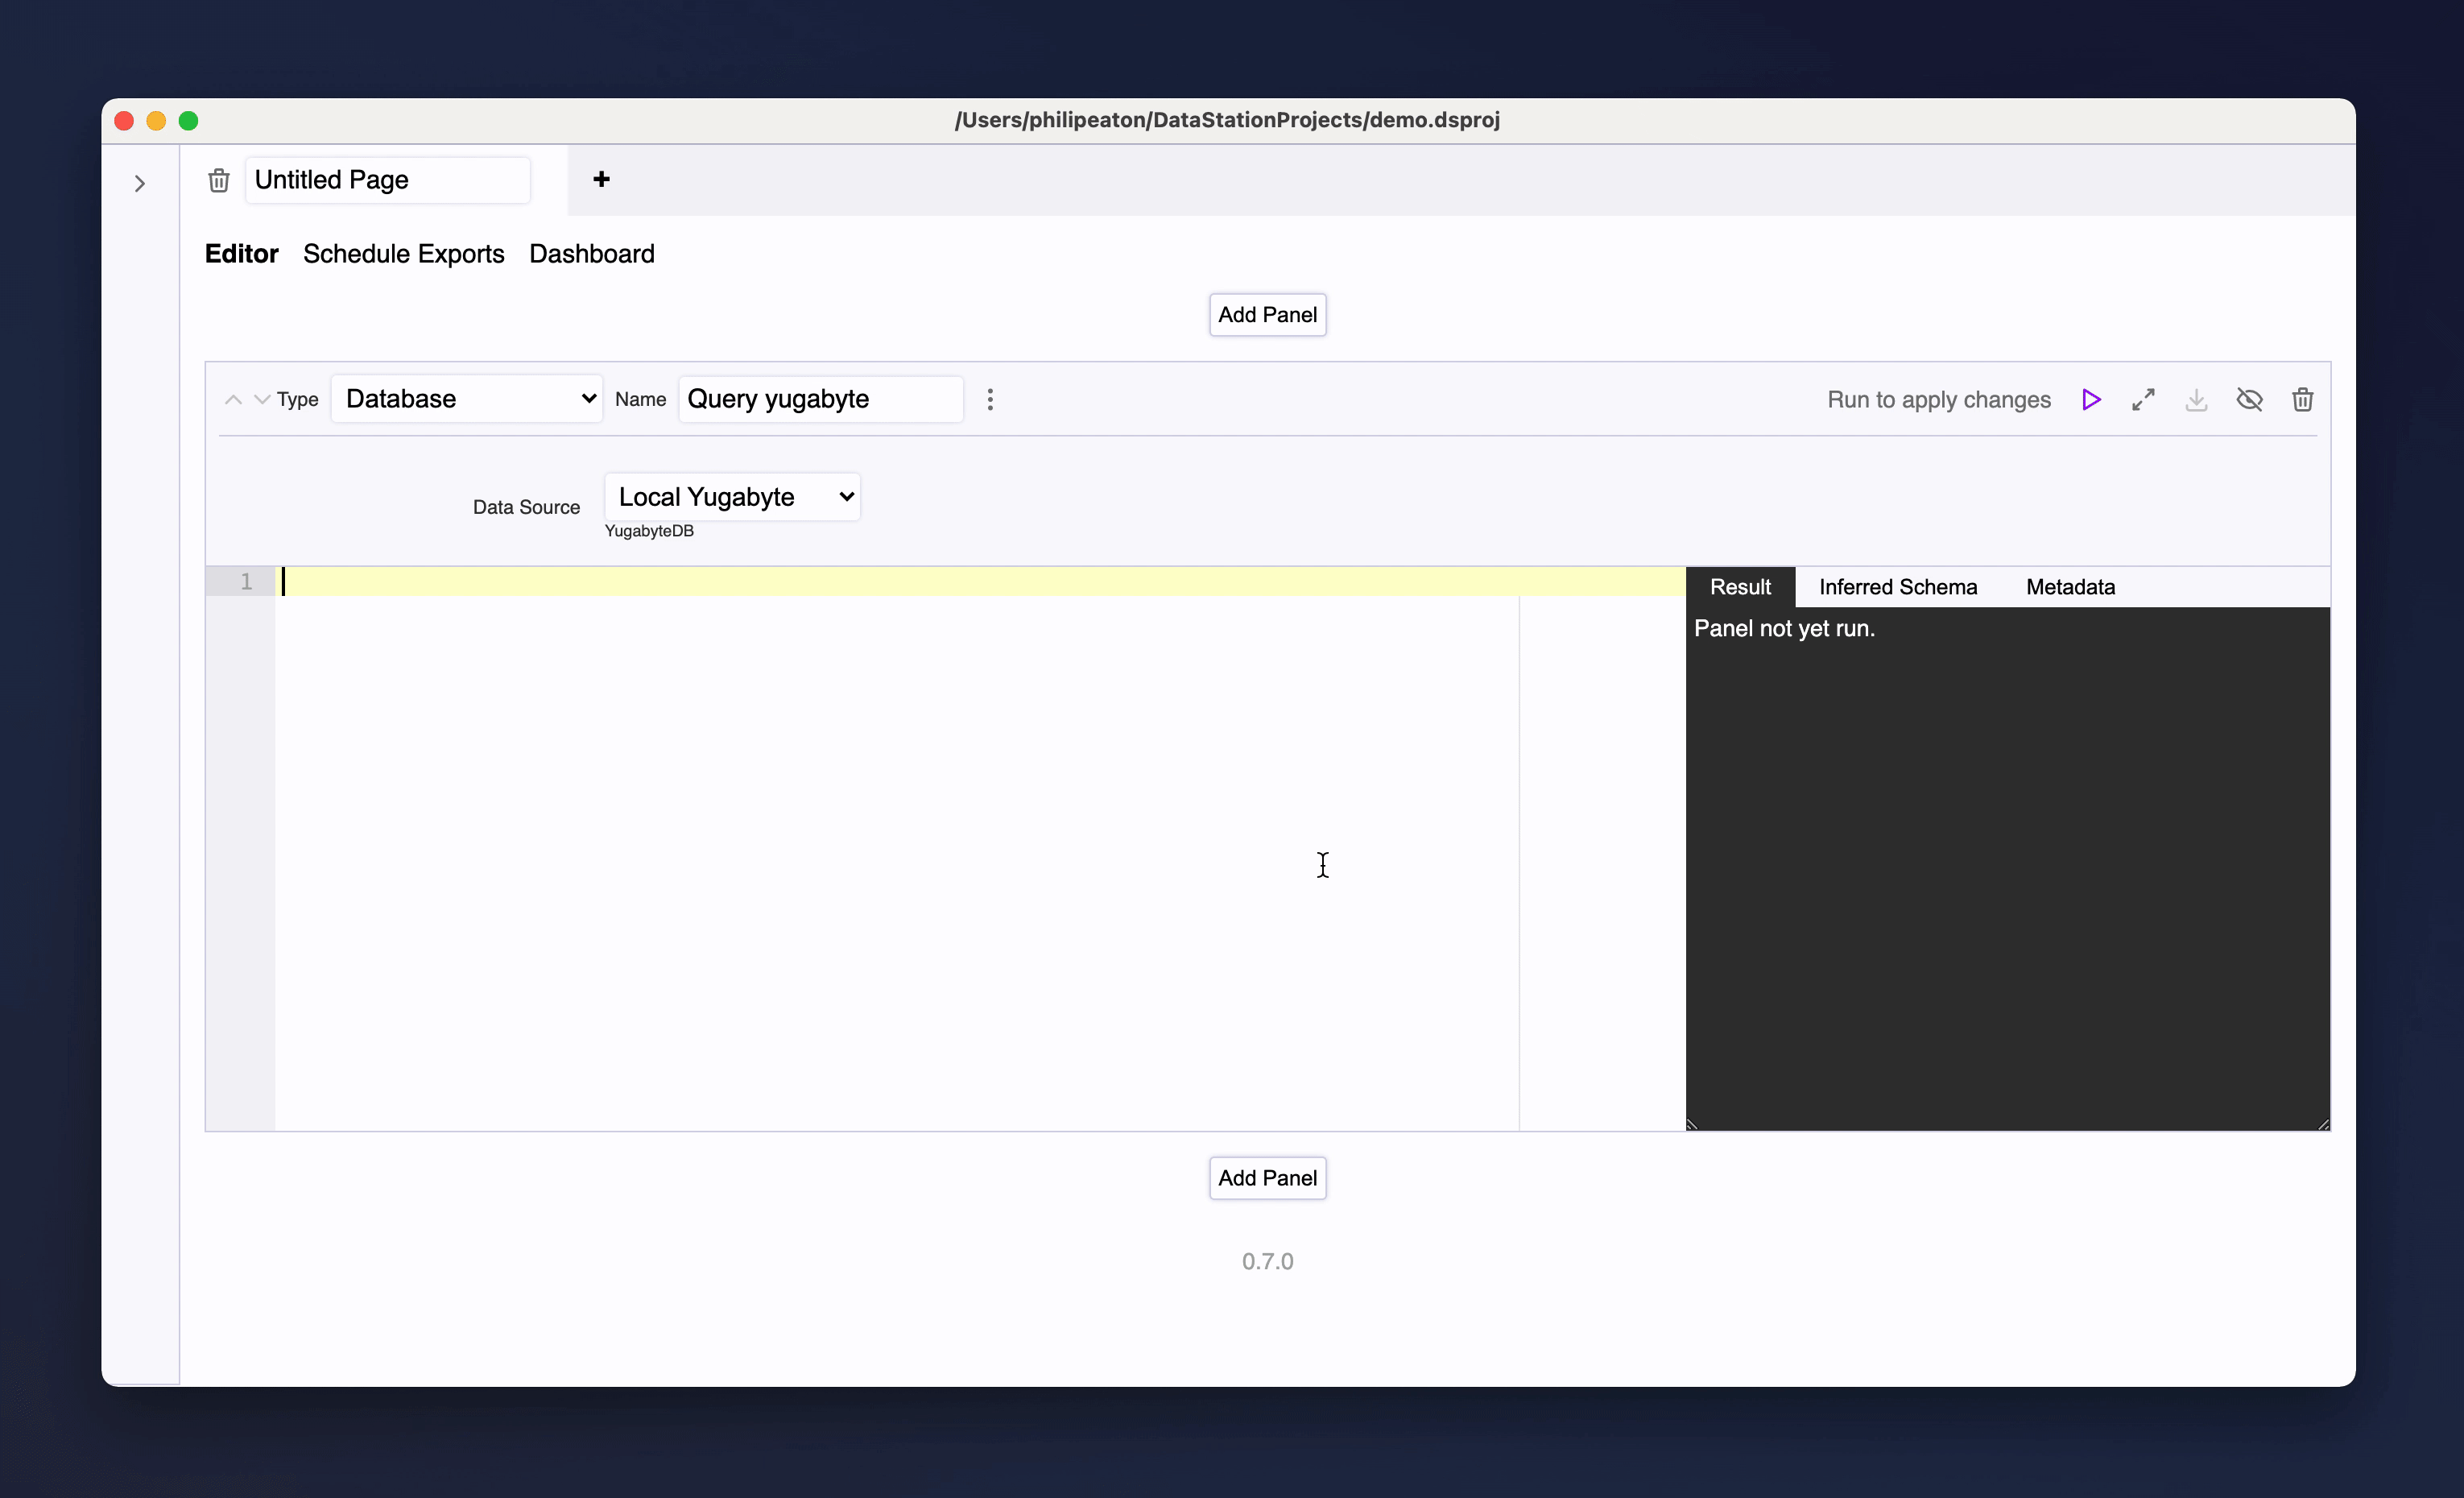 /Users/philipeaton/DataStationProjects/demo.dsproj
Untitled Page +
Editor Schedule Exports Dashboard
Add Panel
Type Database Name Query yugabyte Run to apply changes
Data Source Local Yugabyte
YugabyteDB
1
Result Inferred Schema Metadata
Panel not yet run.
Add Panel
0.7.0